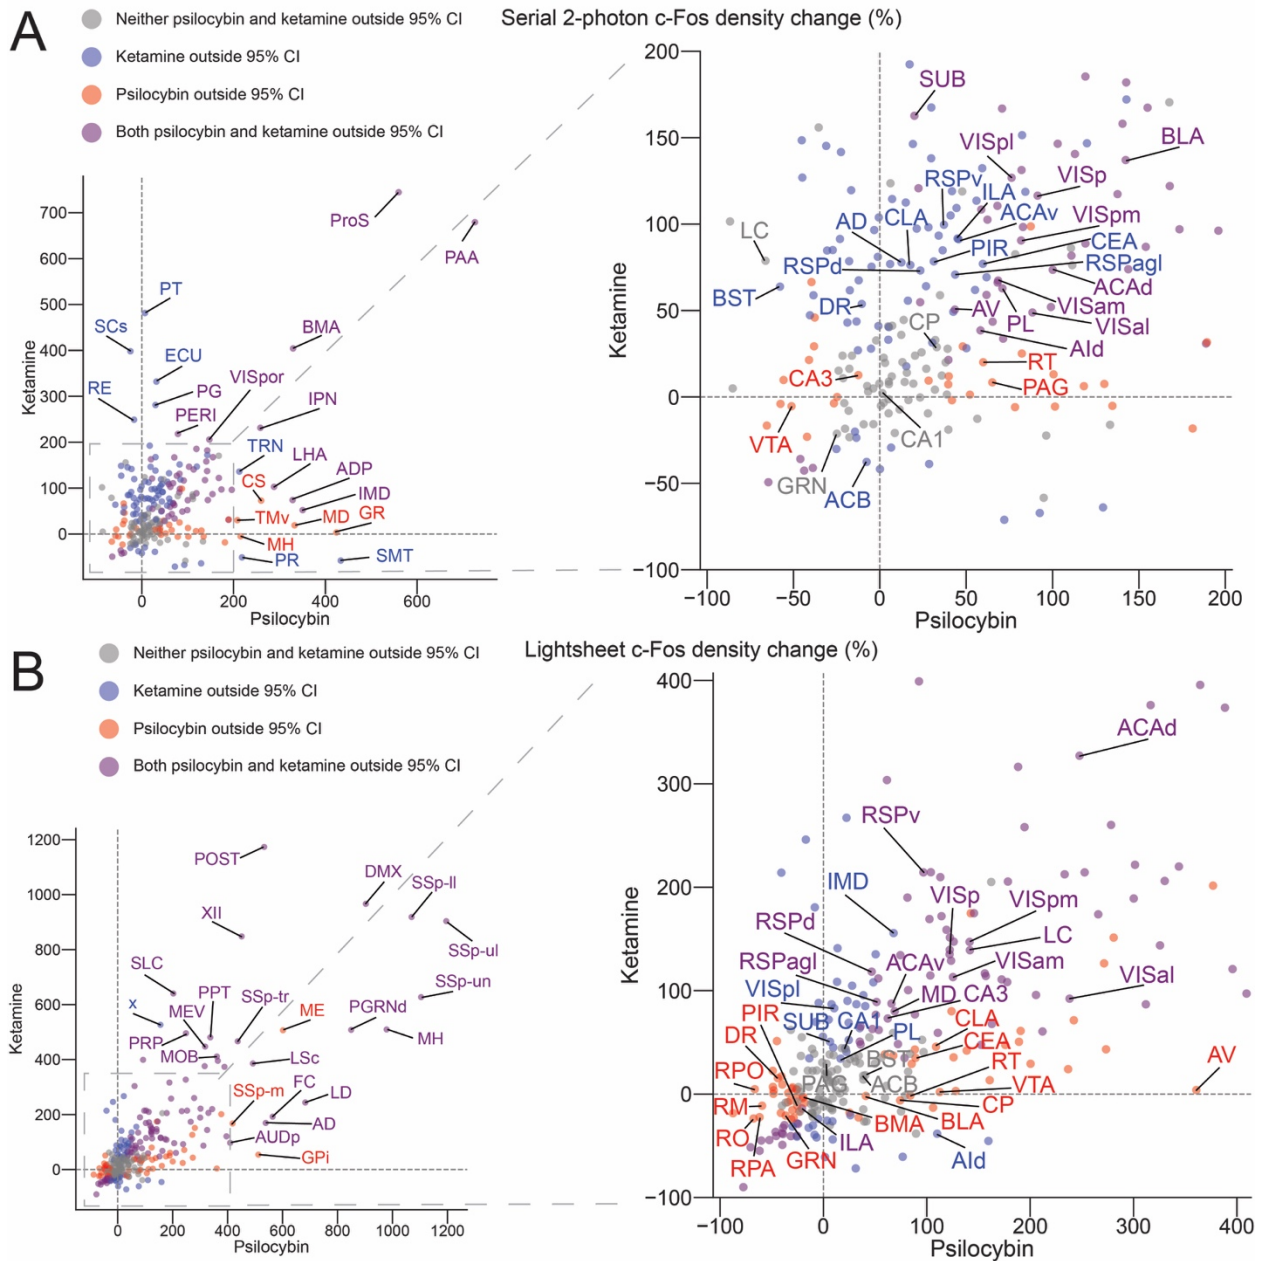 A
Neither psilocybin and ketamine outside 95% CI
Ketamine outside 95% CI
Psilocybin outside 95% CI
Both psilocybin and ketamine outside 95% CI
Serial 2-photon c-Fos density change (%)
Ketamine
700
600
500
400
300
200
100
0
0
200
400
600
Psilocybin
ProS
PAA
PT
SCs
BMA
ECU
RE
PG
VISpor
PERI
IPN
TRN
LHA
CS
ADP
IMD
TMv
MD
GR
MH
PR
SMT
Ketamine
200
150
100
50
0
−50
−100
−100
−50
0
50
100
150
200
Psilocybin
SUB
VISpl
BLA
RSPv
ILA
VISp
LC
AD
CLA
ACAv
VISpm
PIR
CEA
RSPd
RSPagl
BST
ACAd
DR
AV
VISam
CP
PL
VISal
AId
CA3
RT
PAG
VTA
CA1
GRN
ACB
B
Neither psilocybin and ketamine outside 95% CI
Ketamine outside 95% CI
Psilocybin outside 95% CI
Both psilocybin and ketamine outside 95% CI
Lightsheet c-Fos density change (%)
Ketamine
1200
1000
800
600
400
200
0
0
200
400
600
800
1000
1200
Psilocybin
POST
DMX
SSp-ll
XII
SSp-ul
SLC
SSp-un
x
PPT
SSp-tr
MEV
ME
PGRNd
PRP
MH
MOB
LSc
SSp-m
FC
LD
AD
AUDp
GPi
Ketamine
400
300
200
100
0
−100
−100
0
100
200
300
400
Psilocybin
ACAd
RSPv
IMD
VISp
VISpm
RSPd
LC
RSPagl
ACAv
VISam
VISpl
MD
CA3
VISal
PIR
SUB
CA1
PL
CLA
DR
CEA
BST
RT
AV
RPO
PAG
ACB
VTA
RM
CP
BMA
BLA
RO
ILA
RPA
GRN
AId